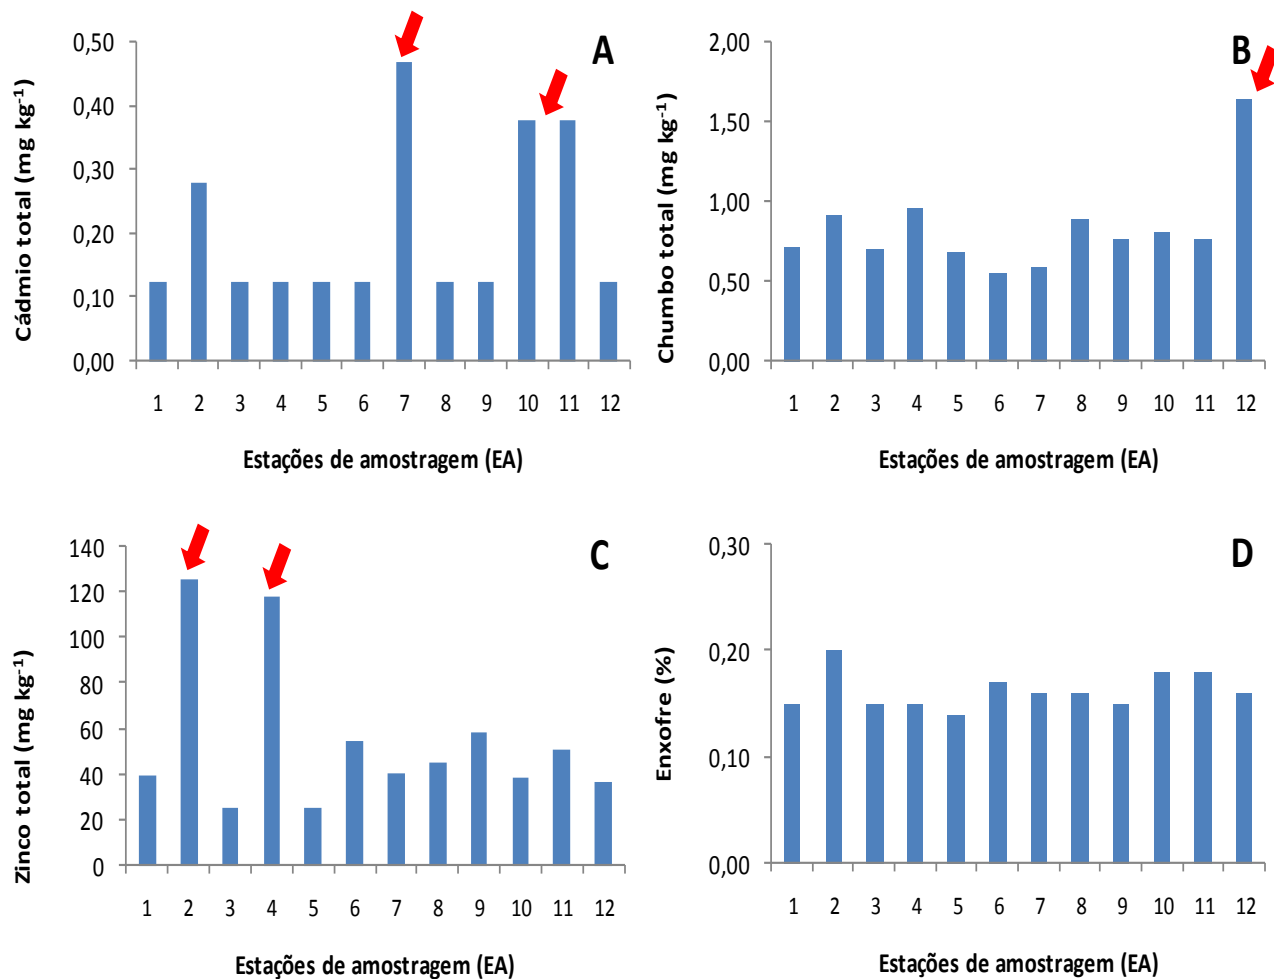 A
Cádmio total (mg kg⁻¹)
0,50
0,40
0,30
0,20
0,10
0,00
1 2 3 4 5 6 7 8 9 10 11 12
Estações de amostragem (EA)
B
Chumbo total (mg kg⁻¹)
2,00
1,50
1,00
0,50
0,00
1 2 3 4 5 6 7 8 9 10 11 12
Estações de amostragem (EA)
C
Zinco total (mg kg⁻¹)
140
120
100
80
60
40
20
0
1 2 3 4 5 6 7 8 9 10 11 12
Estações de amostragem (EA)
D
Enxofre (%)
0,30
0,20
0,10
0,00
1 2 3 4 5 6 7 8 9 10 11 12
Estações de amostragem (EA)